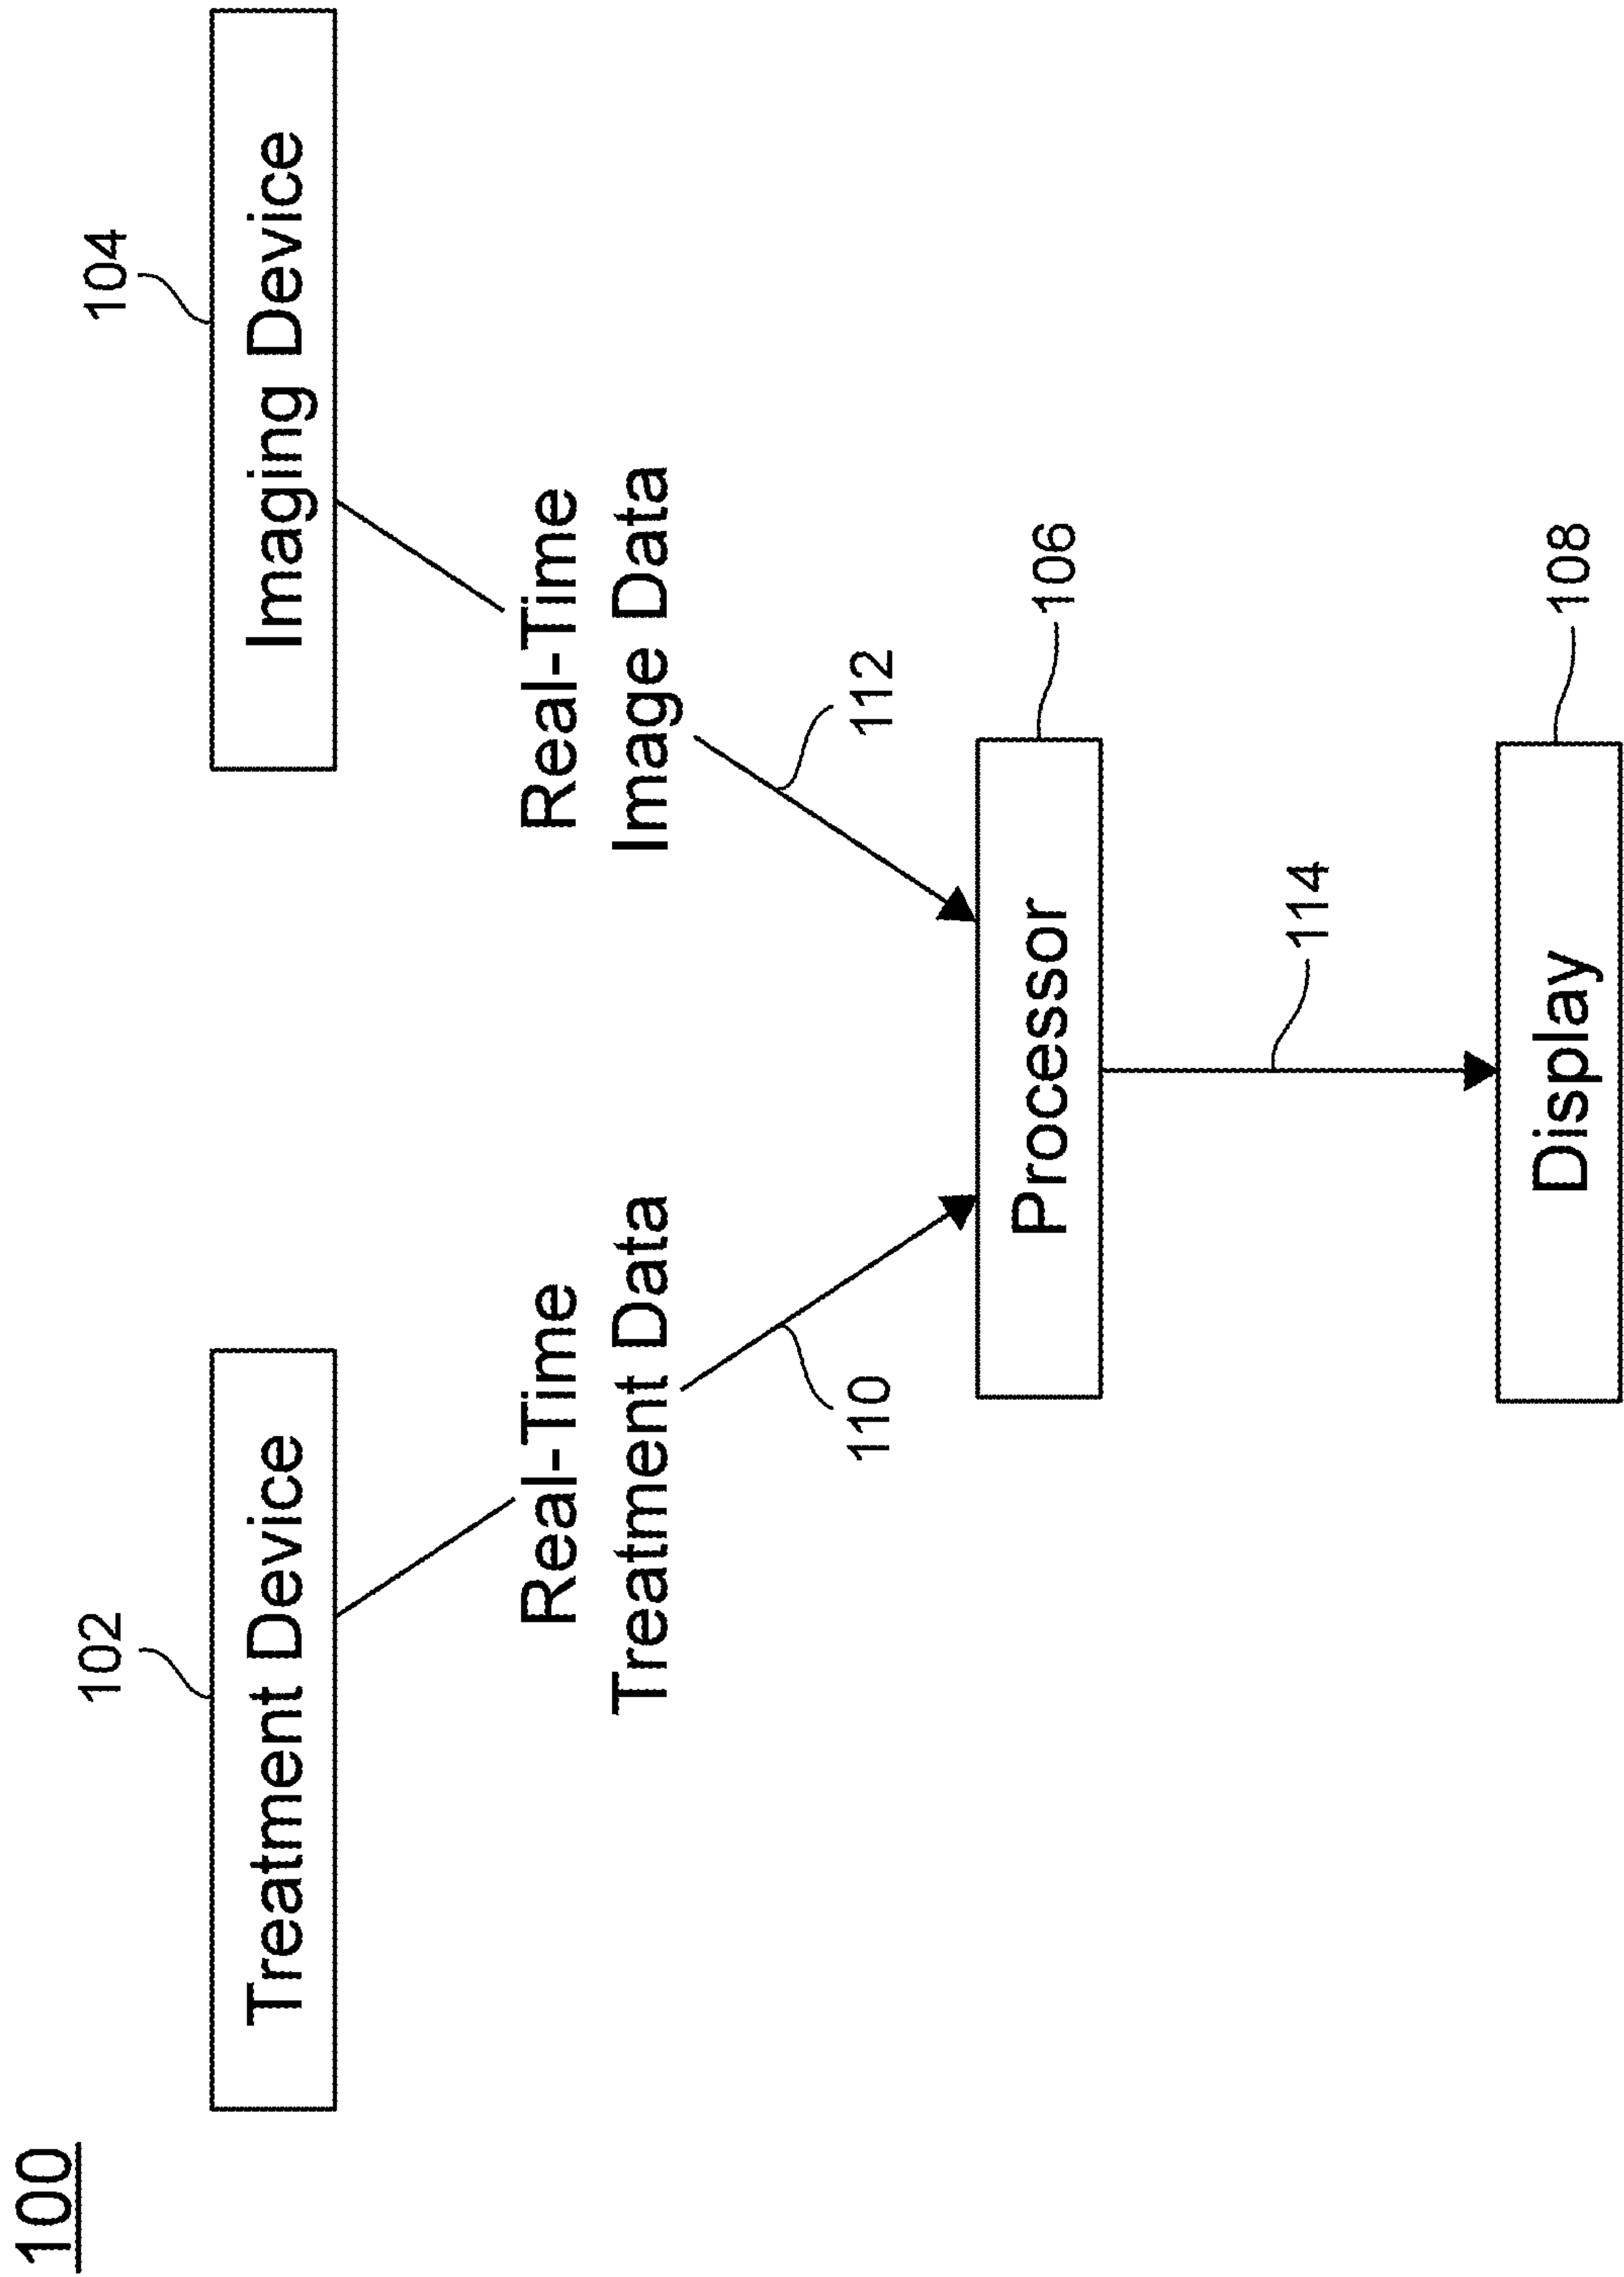 100
102
104
Treatment Device
Imaging Device
Real-Time
Treatment Data
Real-Time
Image Data
110
112
Processor
106
114
Display
108